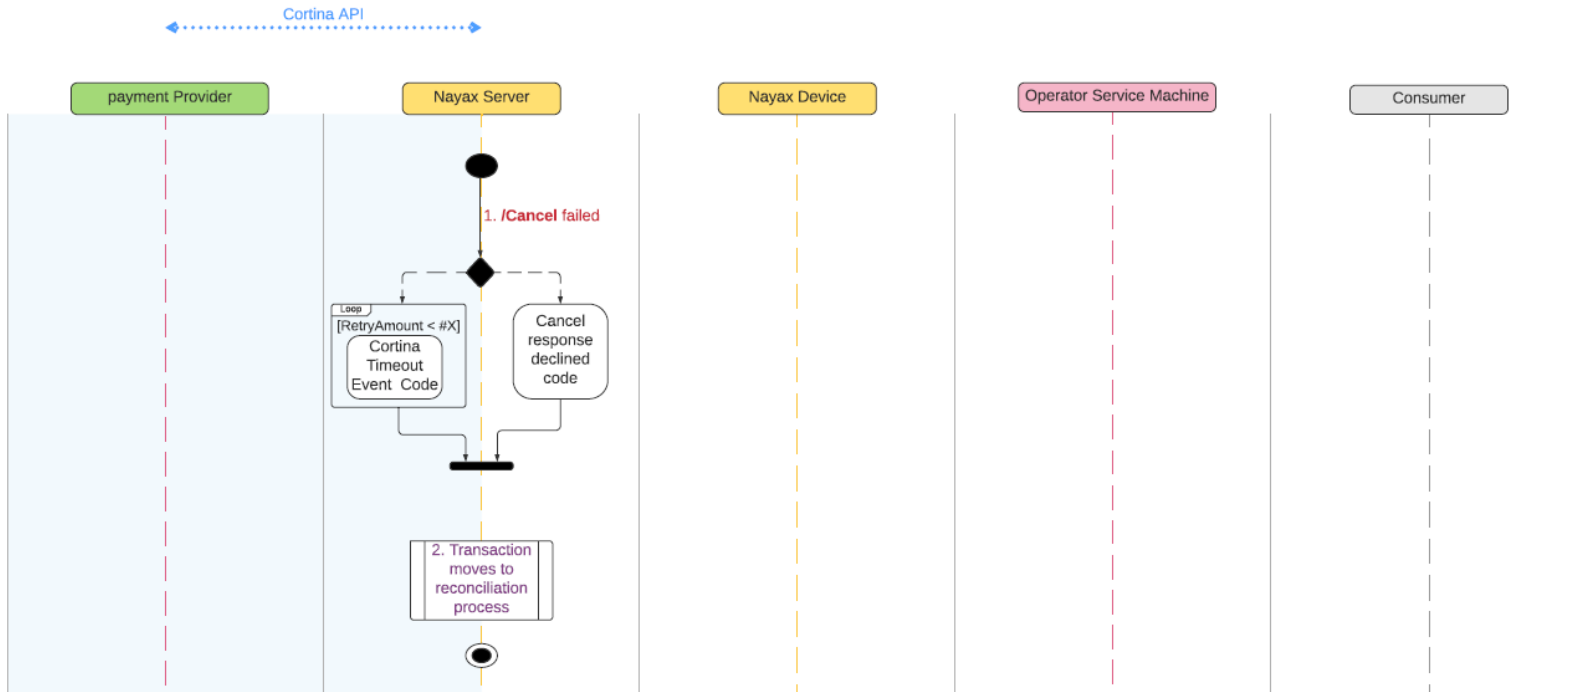 Cortina API
payment Provider
Nayax Server
Nayax Device
Operator Service Machine
Consumer
1. /Cancel failed
Loop
[RetryAmount < #X]
Cortina
Timeout
Event Code
Cancel
response
declined
code
2. Transaction
moves to
reconciliation
process